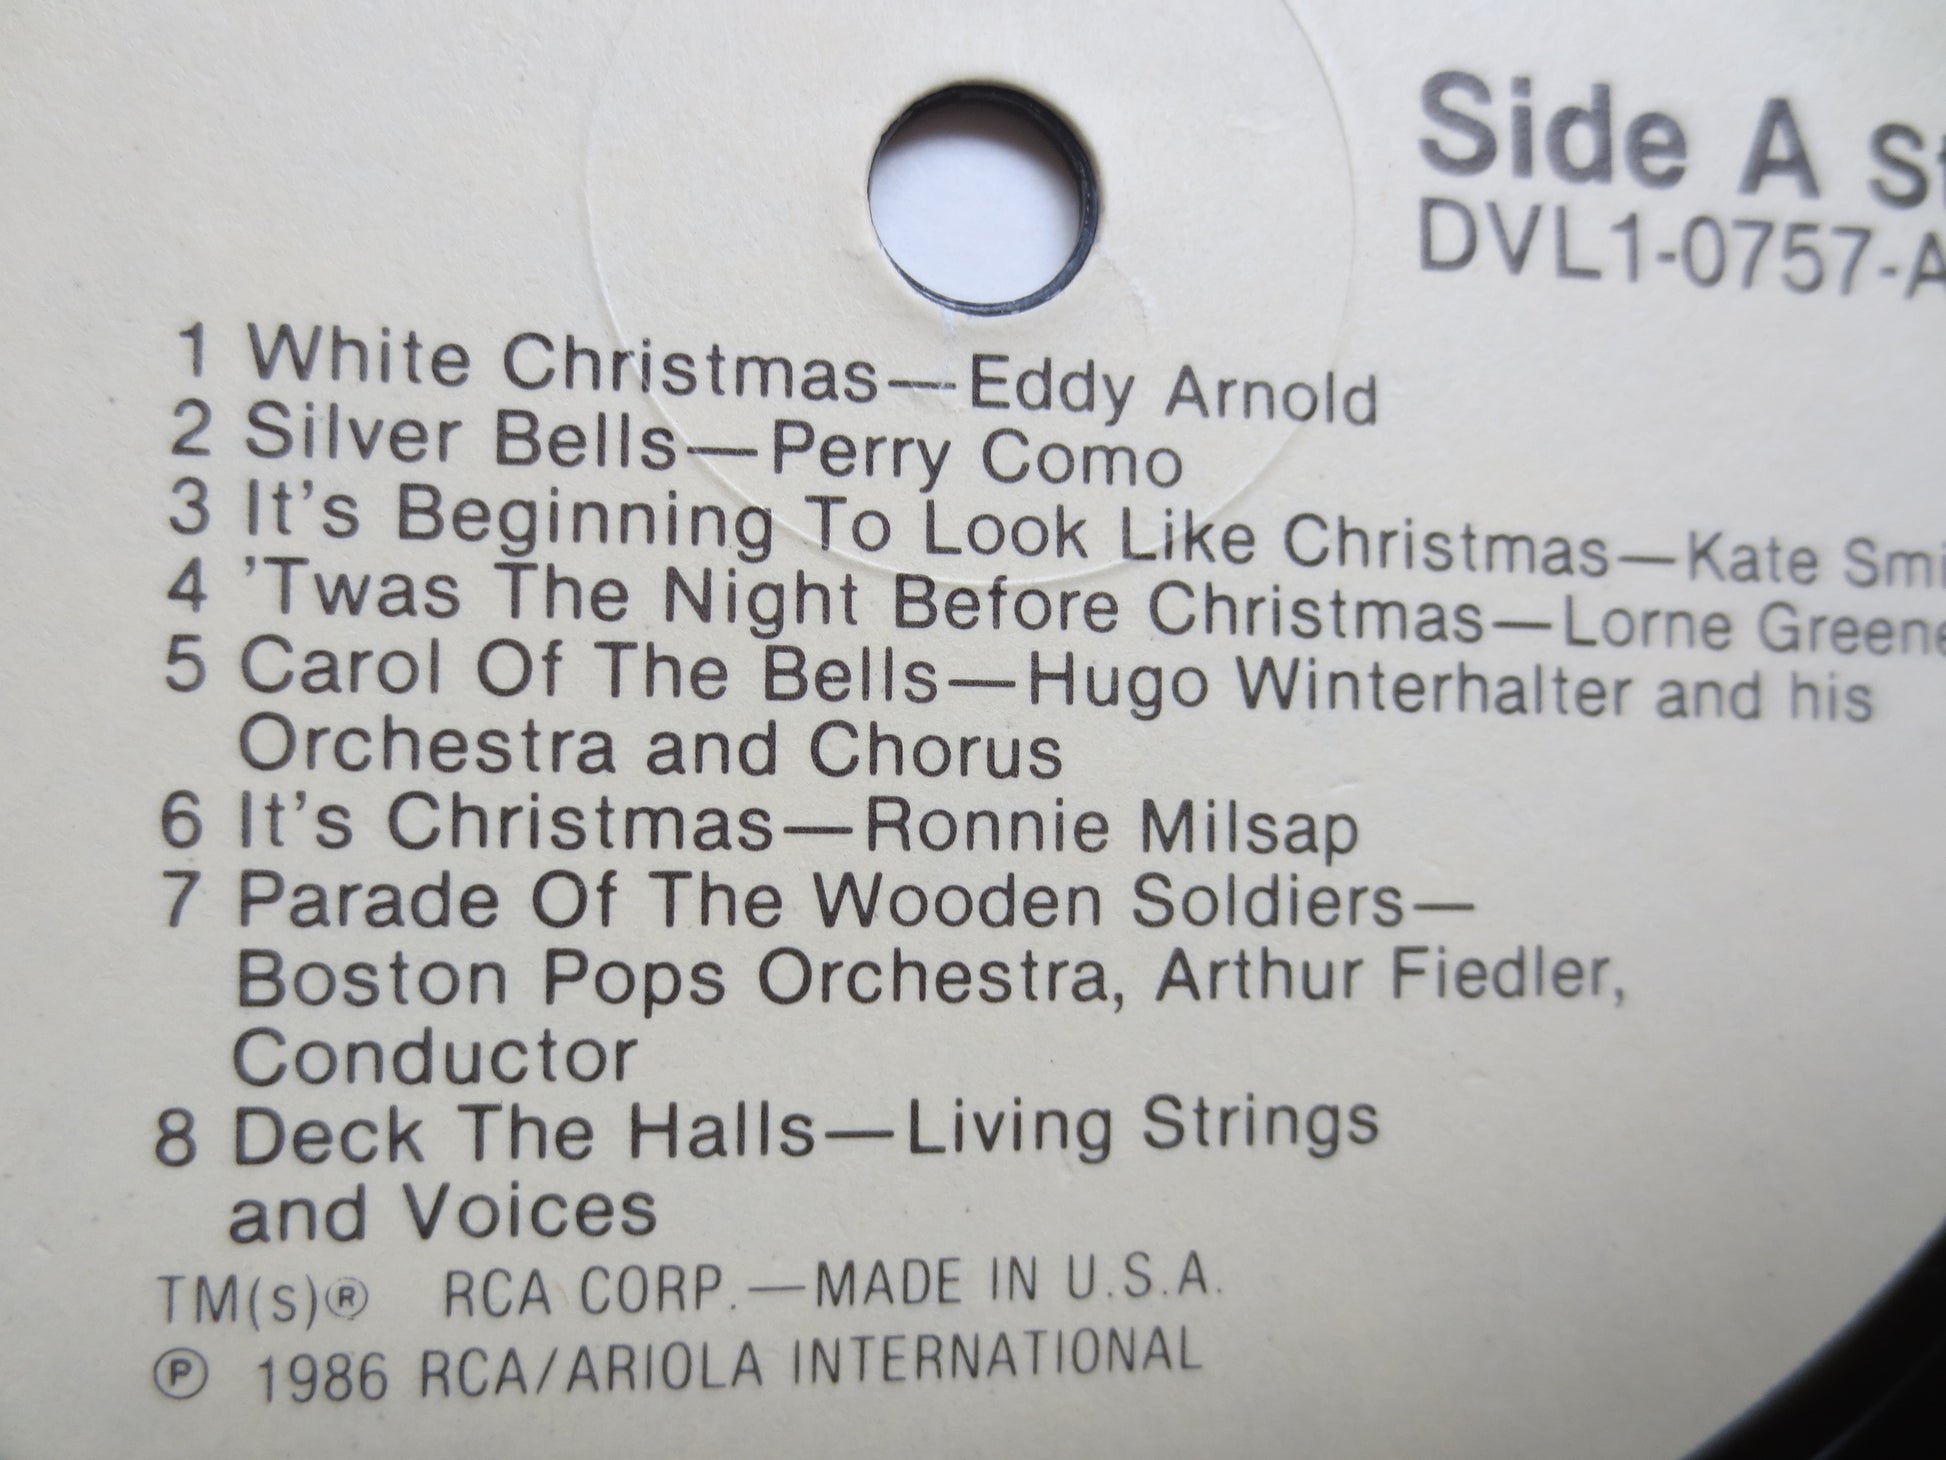 Side A
DVL1-0757-A
1 White Christmas—Eddy Arnold
2 Silver Bells—Perry Como
3 It's Beginning To Look Like Christmas—Kate
4 'Twas The Night Before Christmas—Lorne Greene
5 Carol Of The Bells—Hugo Winterhalter and his
Orchestra and Chorus
6 It's Christmas—Ronnie Milsap
7 Parade Of The Wooden Soldiers—
Boston Pops Orchestra, Arthur Fiedler,
Conductor
8 Deck The Halls—Living Strings
and Voices
TM(s)® RCA CORP.—MADE IN U.S.A.
℗ 1986 RCA/ARIOLA INTERNATIONAL